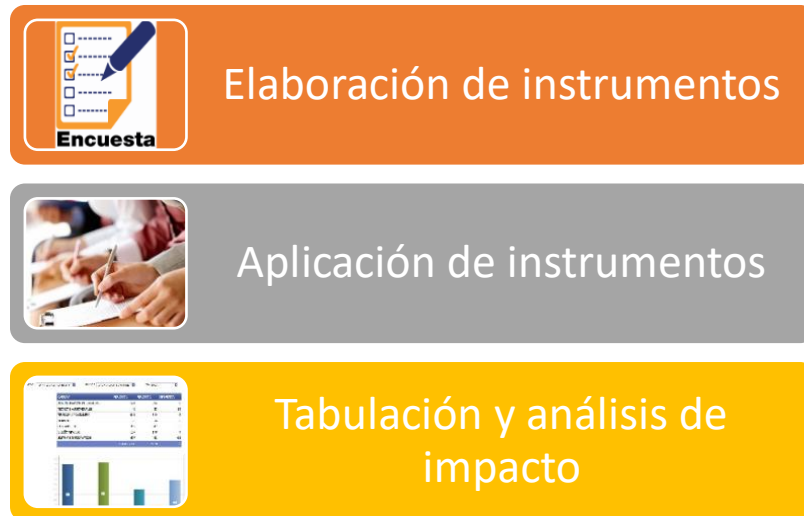 Encuesta
Elaboración de instrumentos
Aplicación de instrumentos
Tabulación y análisis de
impacto